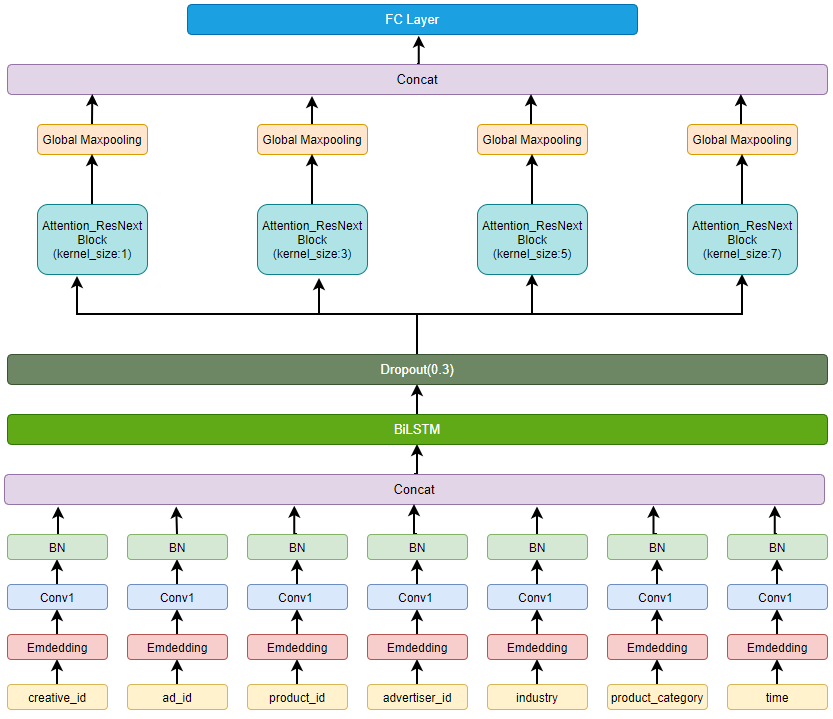 FC Layer
Concat
Global Maxpooling
Global Maxpooling
Global Maxpooling
Global Maxpooling
Attention_ResNext
Block
(kernel_size:1)
Attention_ResNext
Block
(kernel_size:3)
Attention_ResNext
Block
(kernel_size:5)
Attention_ResNext
Block
(kernel_size:7)
Dropout(0.3)
BiLSTM
Concat
BN
BN
BN
BN
BN
BN
BN
Conv1
Conv1
Conv1
Conv1
Conv1
Conv1
Conv1
Emdedding
Emdedding
Emdedding
Emdedding
Emdedding
Emdedding
Emdedding
creative_id
ad_id
product_id
advertiser_id
industry
product_category
time